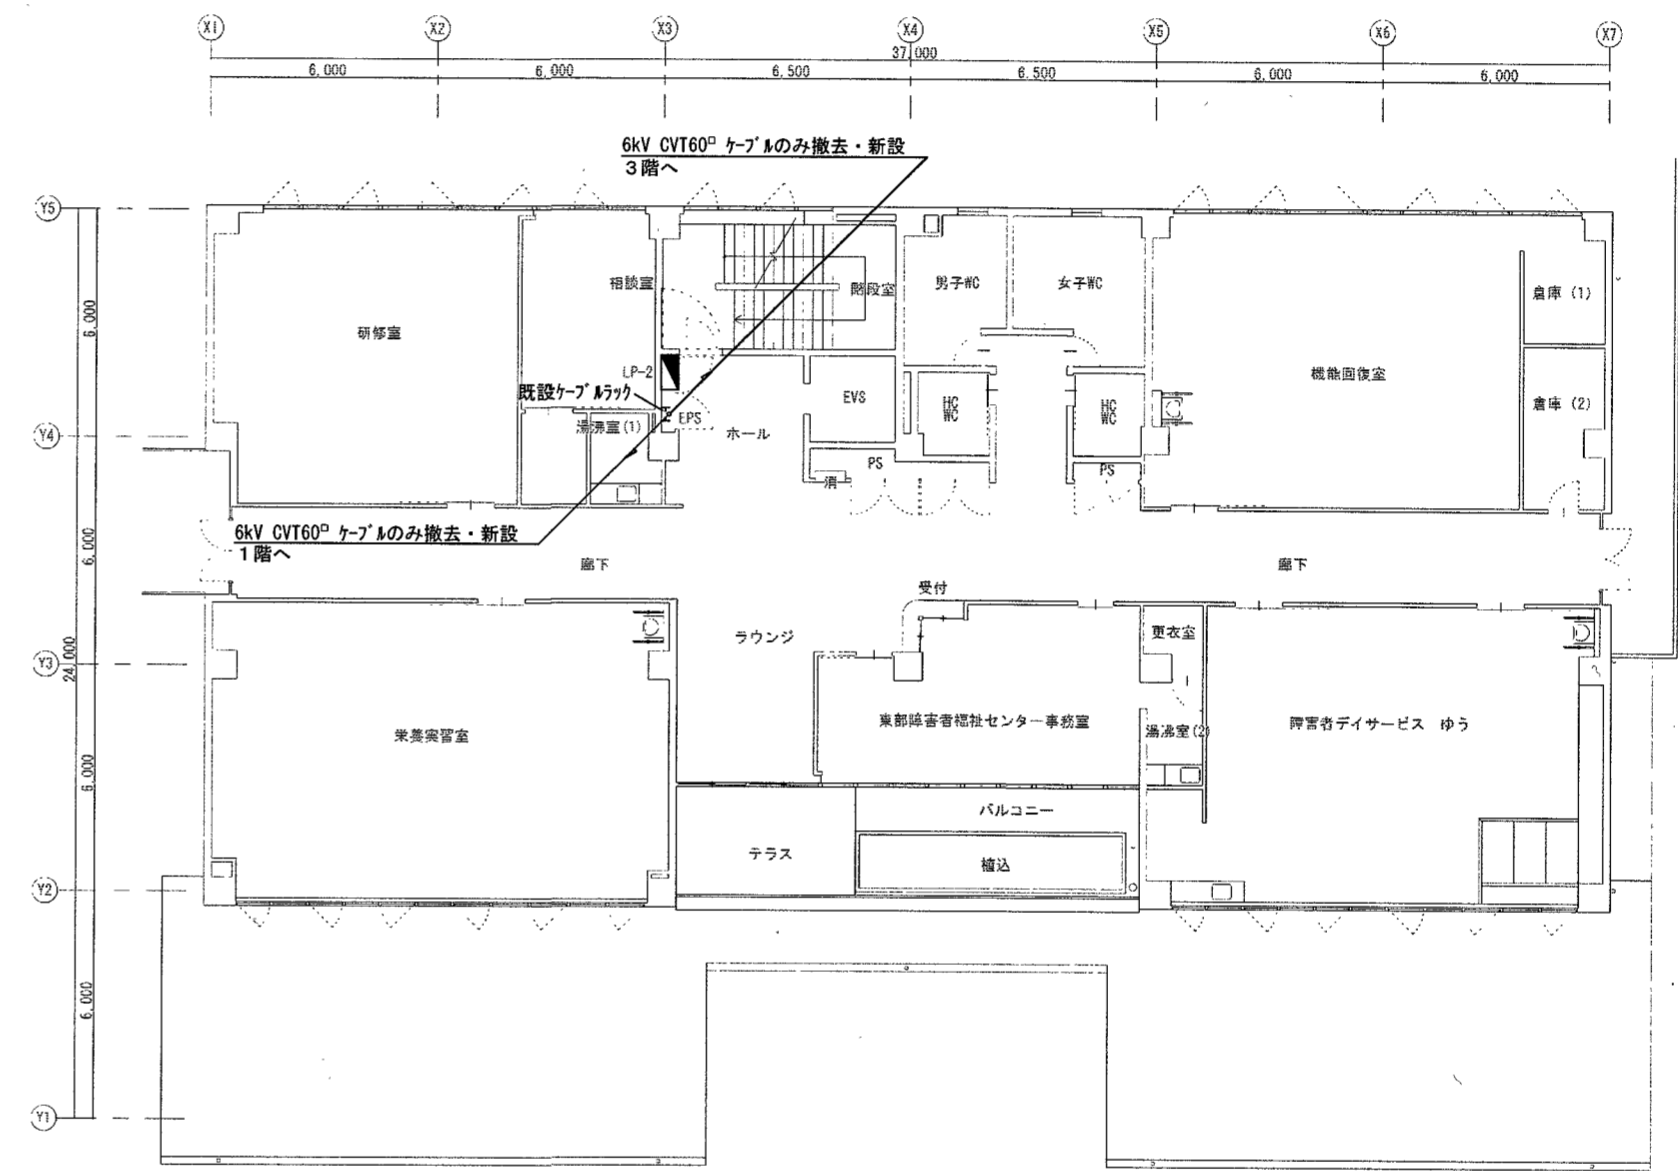 X1 X2 X3 X4 X5 X6 X7
37,000
6,000 6,000 6,500 6,500 6,000 6,000
6kV CVT60□ ケーブルのみ撤去・新設
3階へ
Y5
Y4
Y3
Y2
Y1
6,000
6,000
6,000
6,000
24,000
研修室
相談室
階段室
男子WC
女子WC
機能回復室
倉庫 (1)
倉庫 (2)
LP-2
既設ケーブルラック
EPS
湯沸室(1)
ホール
EVS
HC
WC
HC
WC
PS
PS
消
6kV CVT60□ ケーブルのみ撤去・新設
1階へ
廊下
廊下
受付
ラウンジ
更衣室
栄養実習室
東部障害者福祉センター事務室
湯沸室(2)
障害者デイサービス ゆう
バルコニー
テラス
植込